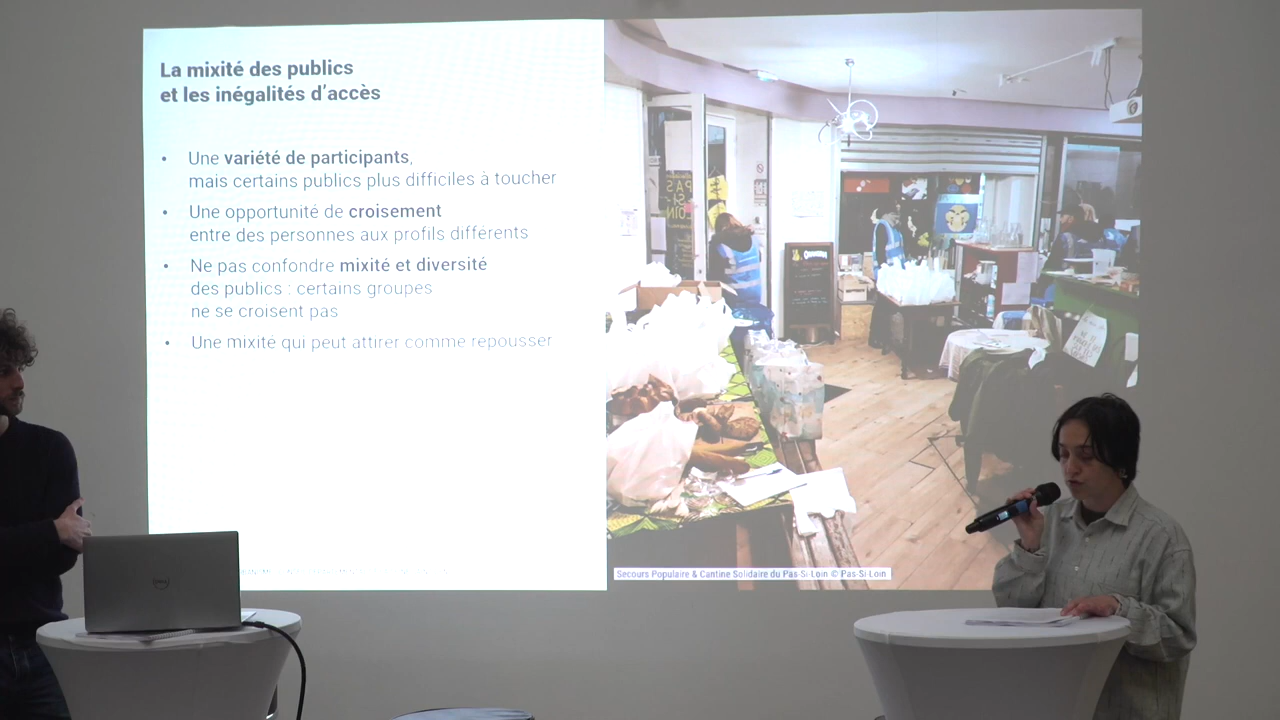 La mixité des publics
et les inégalités d'accès
• Une variété de participants,
mais certains publics plus difficiles à toucher
• Une opportunité de croisement
entre des personnes aux profils différents
• Ne pas confondre mixité et diversité
des publics : certains groupes
ne se croisent pas
• Une mixité qui peut attirer comme repousser
PAS
SI
LOIN
Secours Populaire & Cantine Solidaire du Pas-Si-Loin © Pas-Si-Loin
DELL